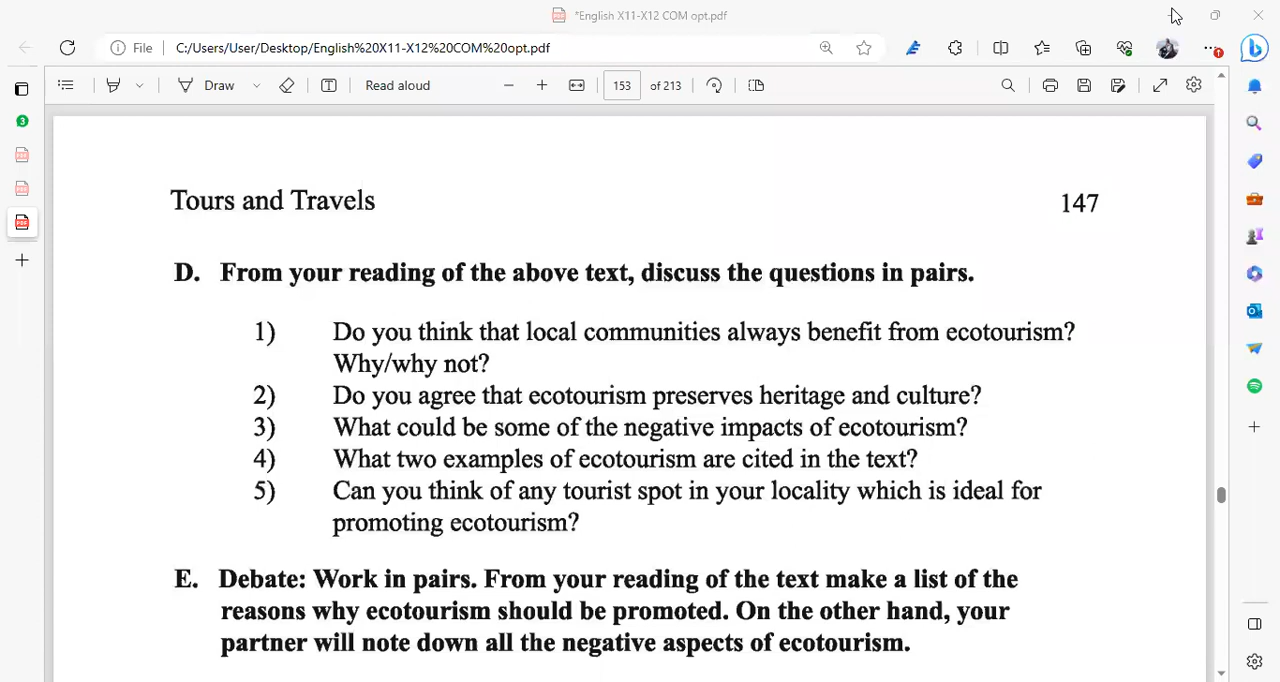 *English X11-X12 COM opt.pdf
File C:/Users/User/Desktop/English%20X11-X12%20COM%20opt.pdf
Draw Read aloud 153 of 213
3
Tours and Travels 147
D. From your reading of the above text, discuss the questions in pairs.
1) Do you think that local communities always benefit from ecotourism?
Why/why not?
2) Do you agree that ecotourism preserves heritage and culture?
3) What could be some of the negative impacts of ecotourism?
4) What two examples of ecotourism are cited in the text?
5) Can you think of any tourist spot in your locality which is ideal for
promoting ecotourism?
E. Debate: Work in pairs. From your reading of the text make a list of the
reasons why ecotourism should be promoted. On the other hand, your
partner will note down all the negative aspects of ecotourism.